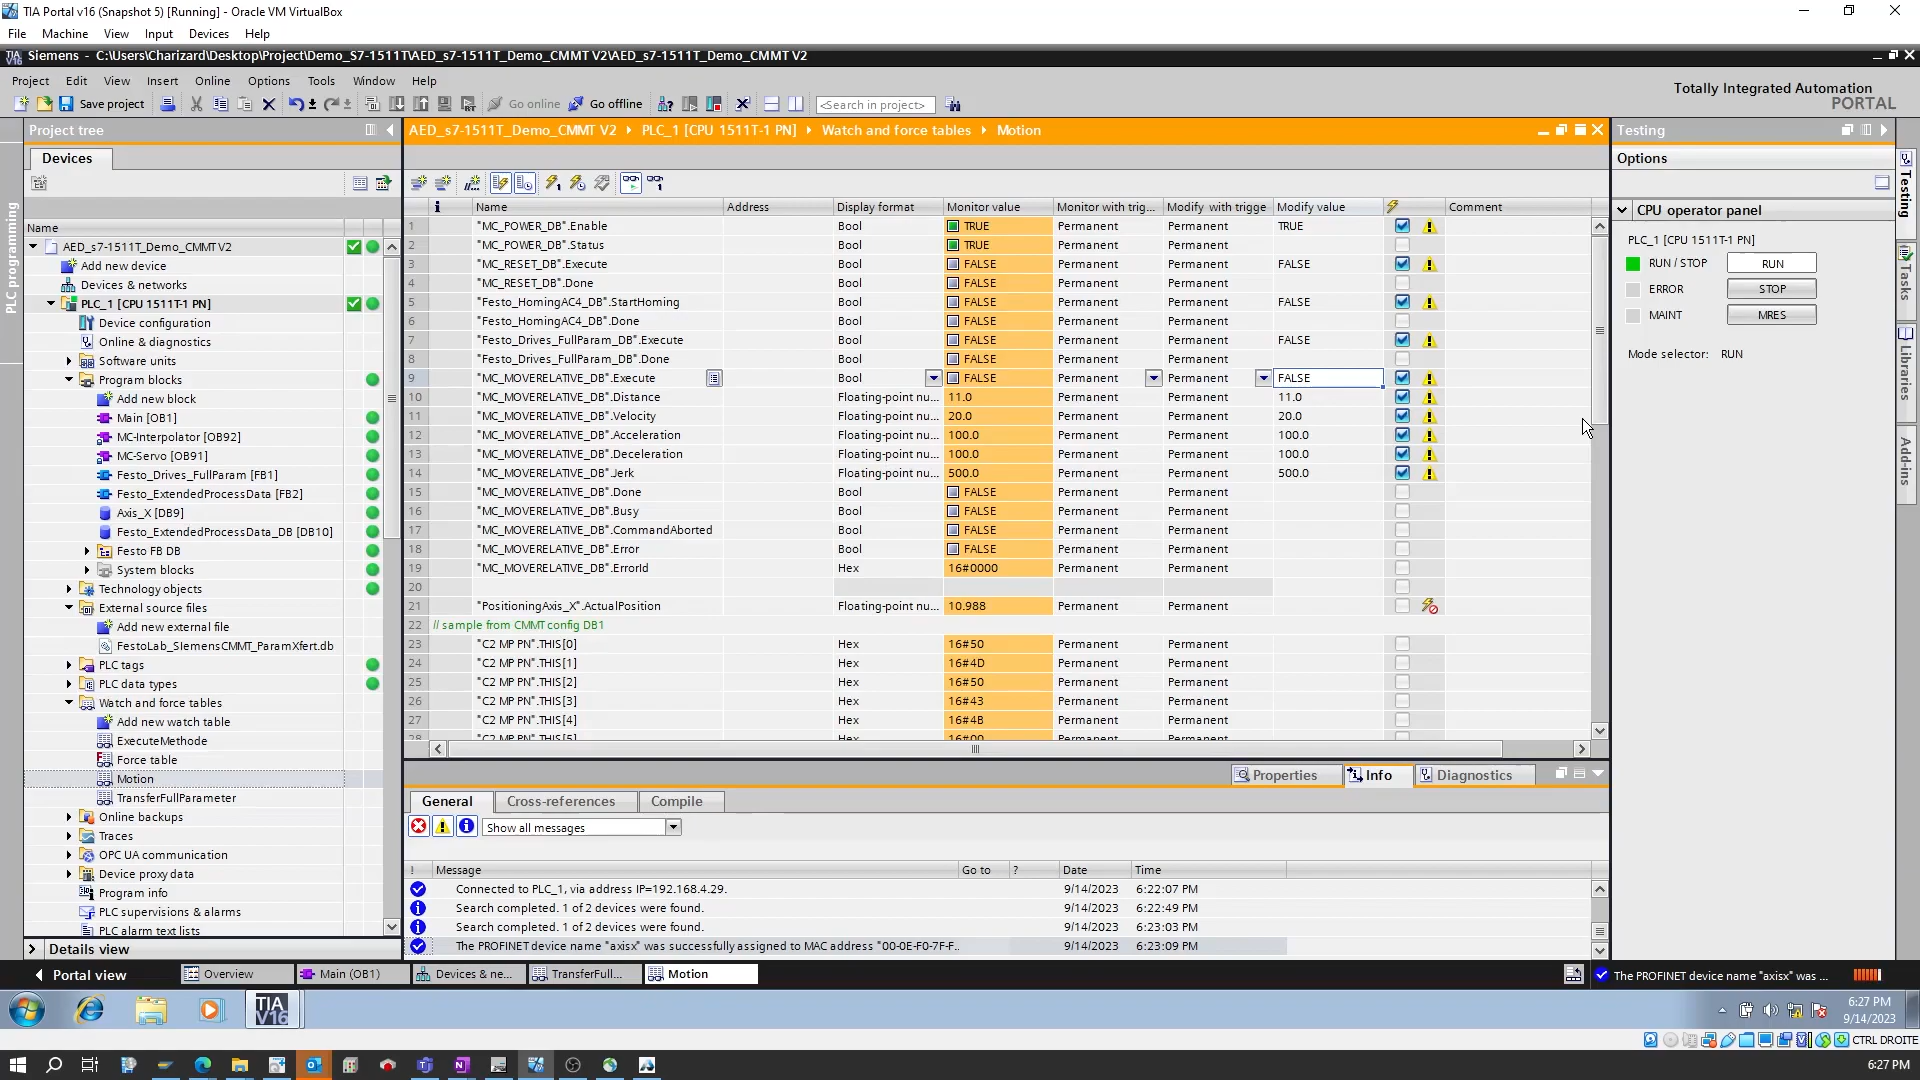 TIA Portal v16 (Snapshot 5) [Running] - Oracle VM VirtualBox
File Machine View Input Devices Help
Siemens - C:\Users\Charizard\Desktop\Project\Demo_S7-1511T\AED_s7-1511T_Demo_CMMT V2\AED_s7-1511T_Demo_CMMT V2
Project Edit View Insert Online Options Tools Window Help
Totally Integrated Automation
PORTAL
Save project Go online Go offline <Search in project>
Project tree
Devices
Name
AED_s7-1511T_Demo_CMMT V2
Add new device
Devices & networks
PLC_1 [CPU 1511T-1 PN]
Device configuration
Online & diagnostics
Software units
Program blocks
Add new block
Main [OB1]
MC-Interpolator [OB92]
MC-Servo [OB91]
Festo_Drives_FullParam [FB1]
Festo_ExtendedProcessData [FB2]
Axis_X [DB9]
Festo_ExtendedProcessData_DB [DB10]
Festo FB DB
System blocks
Technology objects
External source files
Add new external file
FestoLab_SiemensCMMT_ParamXfert.db
PLC tags
PLC data types
Watch and force tables
Add new watch table
ExecuteMethode
Force table
Motion
TransferFullParameter
Online backups
Traces
OPC UA communication
Device proxy data
Program info
PLC supervisions & alarms
PLC alarm text lists
Details view
PLC programming
AED_s7-1511T_Demo_CMMT V2 PLC_1 [CPU 1511T-1 PN] Watch and force tables Motion
i Name Address Display format Monitor value Monitor with trig... Modify with trigge Modify value Comment
1 "MC_POWER_DB".Enable Bool TRUE Permanent Permanent TRUE
2 "MC_POWER_DB".Status Bool TRUE Permanent Permanent
3 "MC_RESET_DB".Execute Bool FALSE Permanent Permanent FALSE
4 "MC_RESET_DB".Done Bool FALSE Permanent Permanent
5 "Festo_HomingAC4_DB".StartHoming Bool FALSE Permanent Permanent FALSE
6 "Festo_HomingAC4_DB".Done Bool FALSE Permanent Permanent
7 "Festo_Drives_FullParam_DB".Execute Bool FALSE Permanent Permanent FALSE
8 "Festo_Drives_FullParam_DB".Done Bool FALSE Permanent Permanent
9 "MC_MOVERELATIVE_DB".Execute Bool FALSE Permanent Permanent FALSE
10 "MC_MOVERELATIVE_DB".Distance Floating-point nu... 11.0 Permanent Permanent 11.0
11 "MC_MOVERELATIVE_DB".Velocity Floating-point nu... 20.0 Permanent Permanent 20.0
12 "MC_MOVERELATIVE_DB".Acceleration Floating-point nu... 100.0 Permanent Permanent 100.0
13 "MC_MOVERELATIVE_DB".Deceleration Floating-point nu... 100.0 Permanent Permanent 100.0
14 "MC_MOVERELATIVE_DB".Jerk Floating-point nu... 500.0 Permanent Permanent 500.0
15 "MC_MOVERELATIVE_DB".Done Bool FALSE Permanent Permanent
16 "MC_MOVERELATIVE_DB".Busy Bool FALSE Permanent Permanent
17 "MC_MOVERELATIVE_DB".CommandAborted Bool FALSE Permanent Permanent
18 "MC_MOVERELATIVE_DB".Error Bool FALSE Permanent Permanent
19 "MC_MOVERELATIVE_DB".ErrorId Hex 16#0000 Permanent Permanent
20
21 "PositioningAxis_X".ActualPosition Floating-point nu... 10.988 Permanent Permanent
22 // sample from CMMT config DB1
23 "C2 MP PN".THIS[0] Hex 16#50 Permanent Permanent
24 "C2 MP PN".THIS[1] Hex 16#4D Permanent Permanent
25 "C2 MP PN".THIS[2] Hex 16#50 Permanent Permanent
26 "C2 MP PN".THIS[3] Hex 16#43 Permanent Permanent
27 "C2 MP PN".THIS[4] Hex 16#4B Permanent Permanent
28 "C2 MP PN".THIS[5] Hex 16#00 Permanent Permanent
Properties Info Diagnostics
General Cross-references Compile
Show all messages
! Message Go to ? Date Time
Connected to PLC_1, via address IP=192.168.4.29. 9/14/2023 6:22:07 PM
Search completed. 1 of 2 devices were found. 9/14/2023 6:22:49 PM
Search completed. 1 of 2 devices were found. 9/14/2023 6:23:03 PM
The PROFINET device name "axisx" was successfully assigned to MAC address "00-0E-F0-7F-F.. 9/14/2023 6:23:09 PM
Testing
Options
CPU operator panel
PLC_1 [CPU 1511T-1 PN]
RUN / STOP RUN
ERROR STOP
MAINT MRES
Mode selector: RUN
Testing
Tasks
Libraries
Add-ins
Portal view Overview Main (OB1) Devices & ne... TransferFull... Motion The PROFINET device name "axisx" was ...
TIA V16
6:27 PM
9/14/2023
CTRL DROITE
6:27 PM